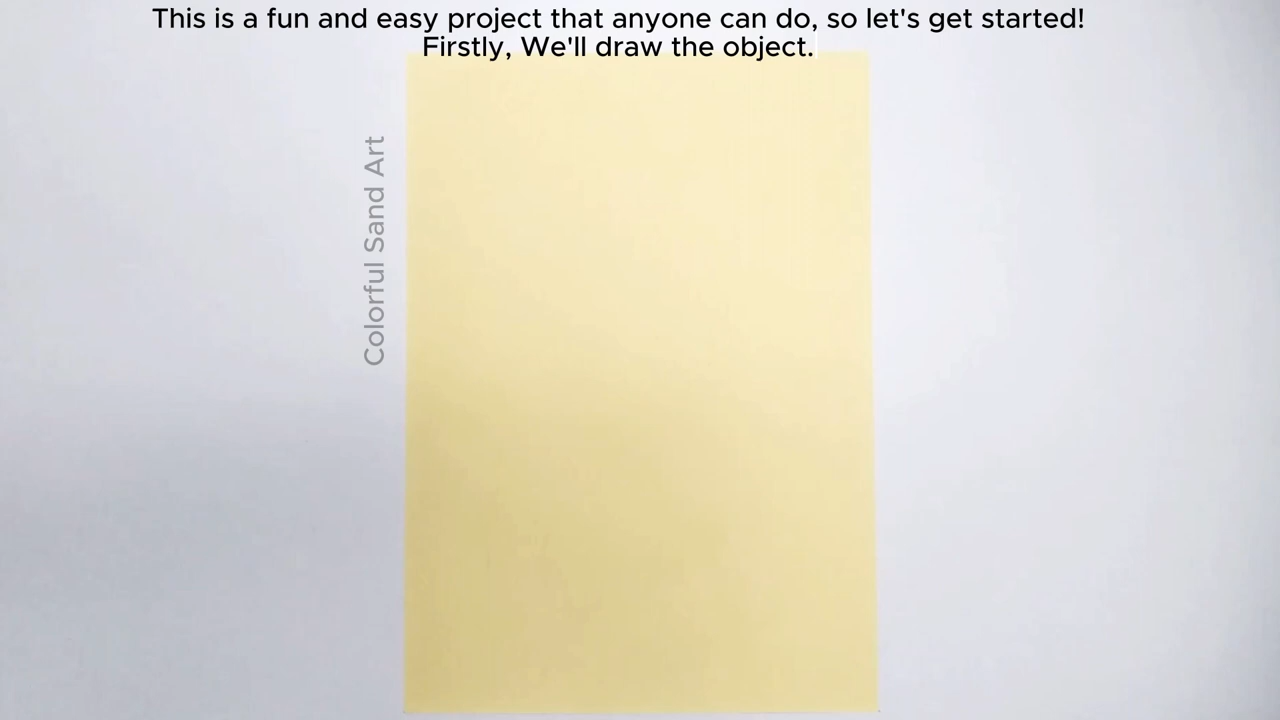 This is a fun and easy project that anyone can do, so let's get started!
Firstly, We'll draw the object.
Colorful Sand Art